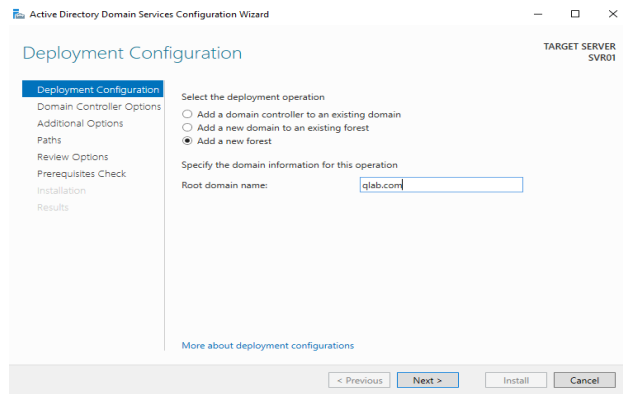 Active Directory Domain Services Configuration Wizard
Deployment Configuration
TARGET SERVER
SVR01
Deployment Configuration
Domain Controller Options
Additional Options
Paths
Review Options
Prerequisites Check
Installation
Results
Select the deployment operation
Add a domain controller to an existing domain
Add a new domain to an existing forest
Add a new forest
Specify the domain information for this operation
Root domain name: qlab.com
More about deployment configurations
< Previous Next > Install Cancel